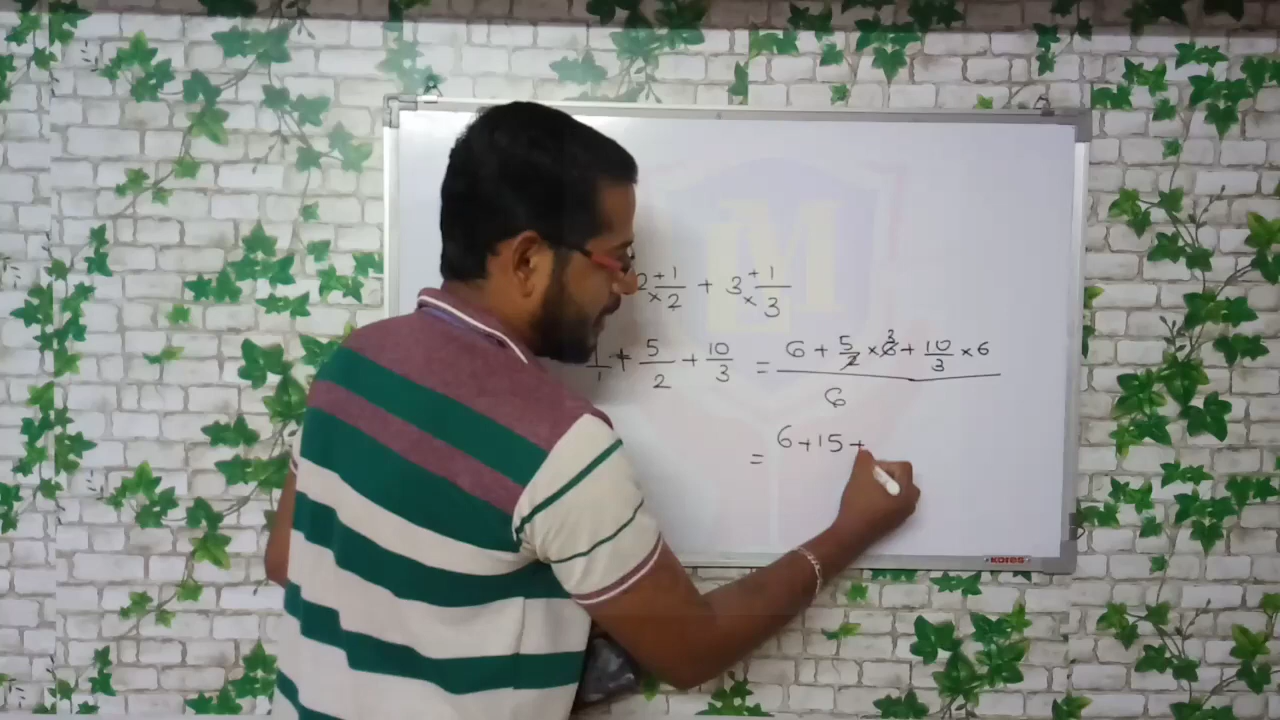 2 + 1/2 + 3 + 1/3
× ×
1/1 + 5/2 + 10/3 = 6 + 5/2 × 6 3 + 10/3 × 6
6
= 6 + 15 +
kores
M